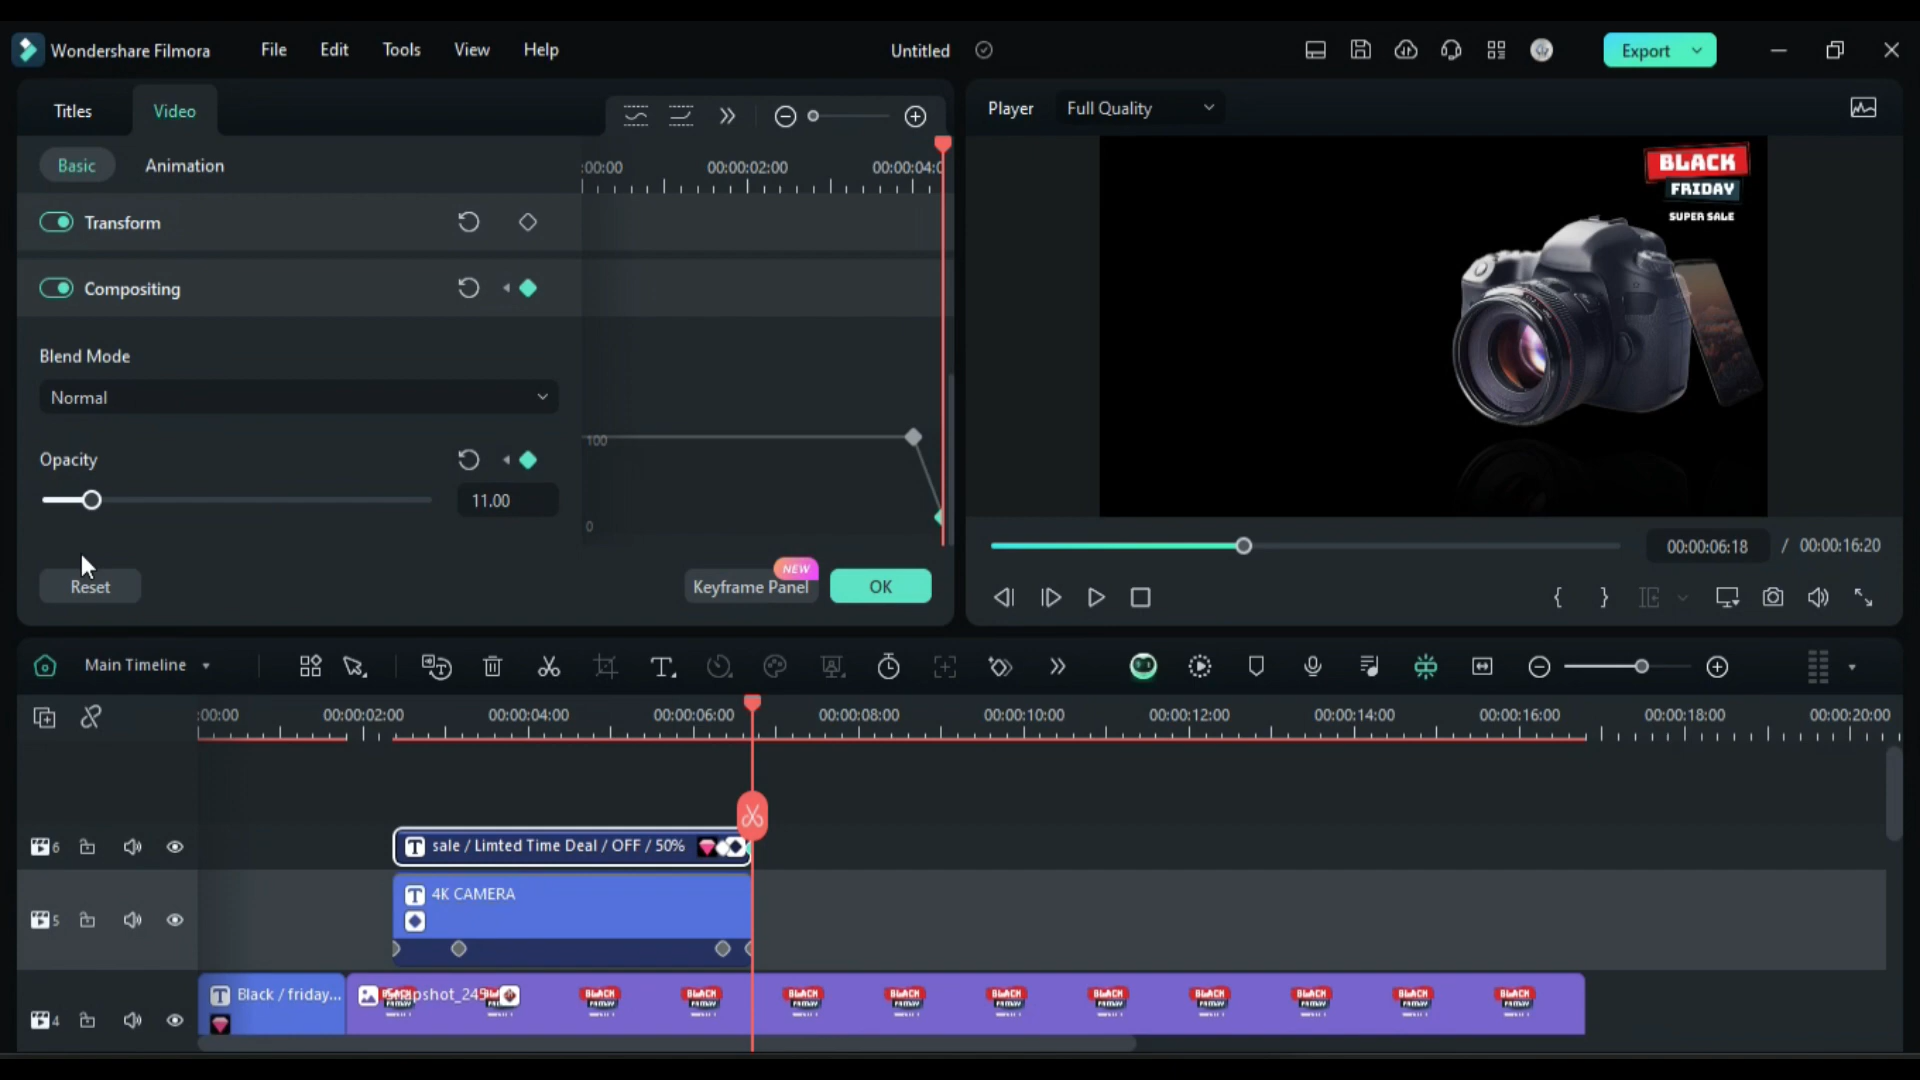 Wondershare Filmora
File
Edit
Tools
View
Help
Untitled
Export
Titles
Video
Player
Full Quality
Basic
Animation
:00:00
00:00:02:00
00:00:04:0
Transform
Compositing
Blend Mode
Normal
100
Opacity
11.00
0
Reset
NEW
Keyframe Panel
OK
BLACK
FRIDAY
SUPER SALE
00:00:06:18
/
00:00:16:20
Main Timeline
:00:00
00:00:02:00
00:00:04:00
00:00:06:00
00:00:08:00
00:00:10:00
00:00:12:00
00:00:14:00
00:00:16:00
00:00:18:00
00:00:20:00
6
sale / Limted Time Deal / OFF / 50%
5
4K CAMERA
4
Black / friday...
BLACK
FRIDAY
BLACK
FRIDAY
BLACK
FRIDAY
BLACK
FRIDAY
BLACK
FRIDAY
BLACK
FRIDAY
BLACK
FRIDAY
BLACK
FRIDAY
BLACK
FRIDAY
BLACK
FRIDAY